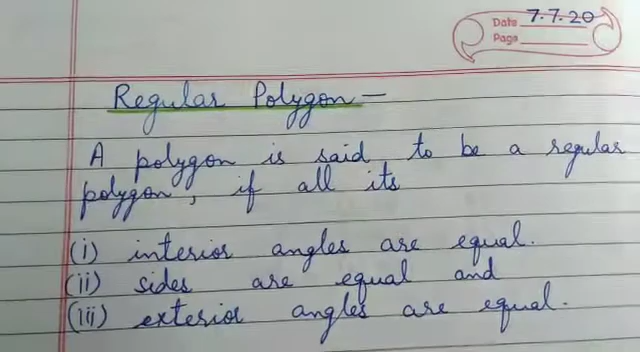 Date 7.7.20
Page
Regular Polygon –
A polygon is said to be a regular
polygon, if all its
(i) interior angles are equal.
(ii) sides are equal and
(iii) exterior angles are equal.